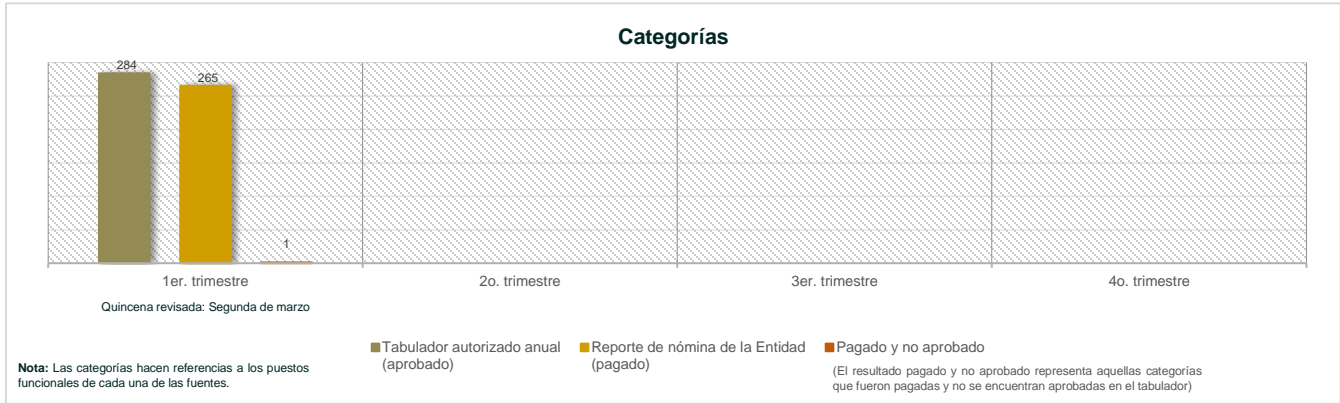 Categorías
284
265
1
1er. trimestre
2o. trimestre
3er. trimestre
4o. trimestre
Quincena revisada: Segunda de marzo
Tabulador autorizado anual
(aprobado)
Reporte de nómina de la Entidad
(pagado)
Pagado y no aprobado
(El resultado pagado y no aprobado representa aquellas categorías
que fueron pagadas y no se encuentran aprobadas en el tabulador)
Nota: Las categorías hacen referencias a los puestos
funcionales de cada una de las fuentes.